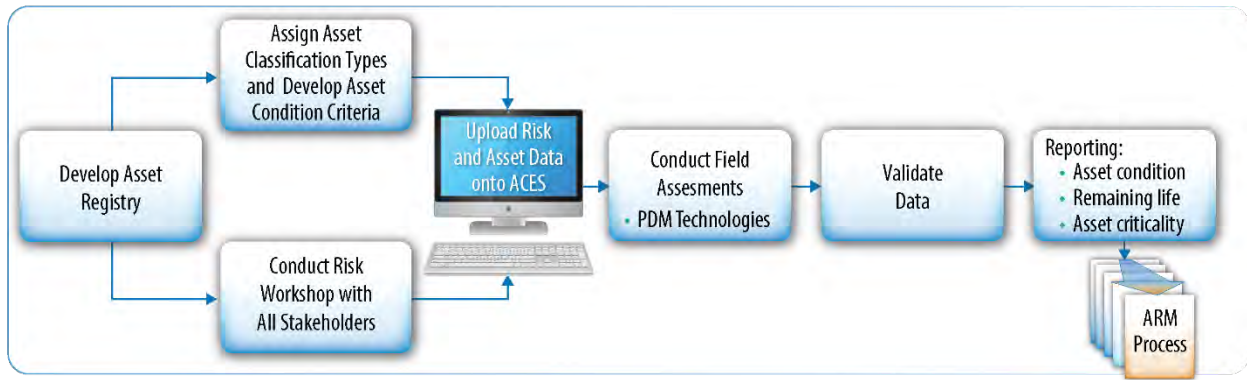 Develop Asset
Registry
Assign Asset
Classification Types
and Develop Asset
Condition Criteria
Conduct Risk
Workshop with
All Stakeholders
Upload Risk
and Asset Data
onto ACES
Conduct Field
Assesments
• PDM Technologies
Validate
Data
Reporting:
• Asset condition
• Remaining life
• Asset criticality
ARM
Process